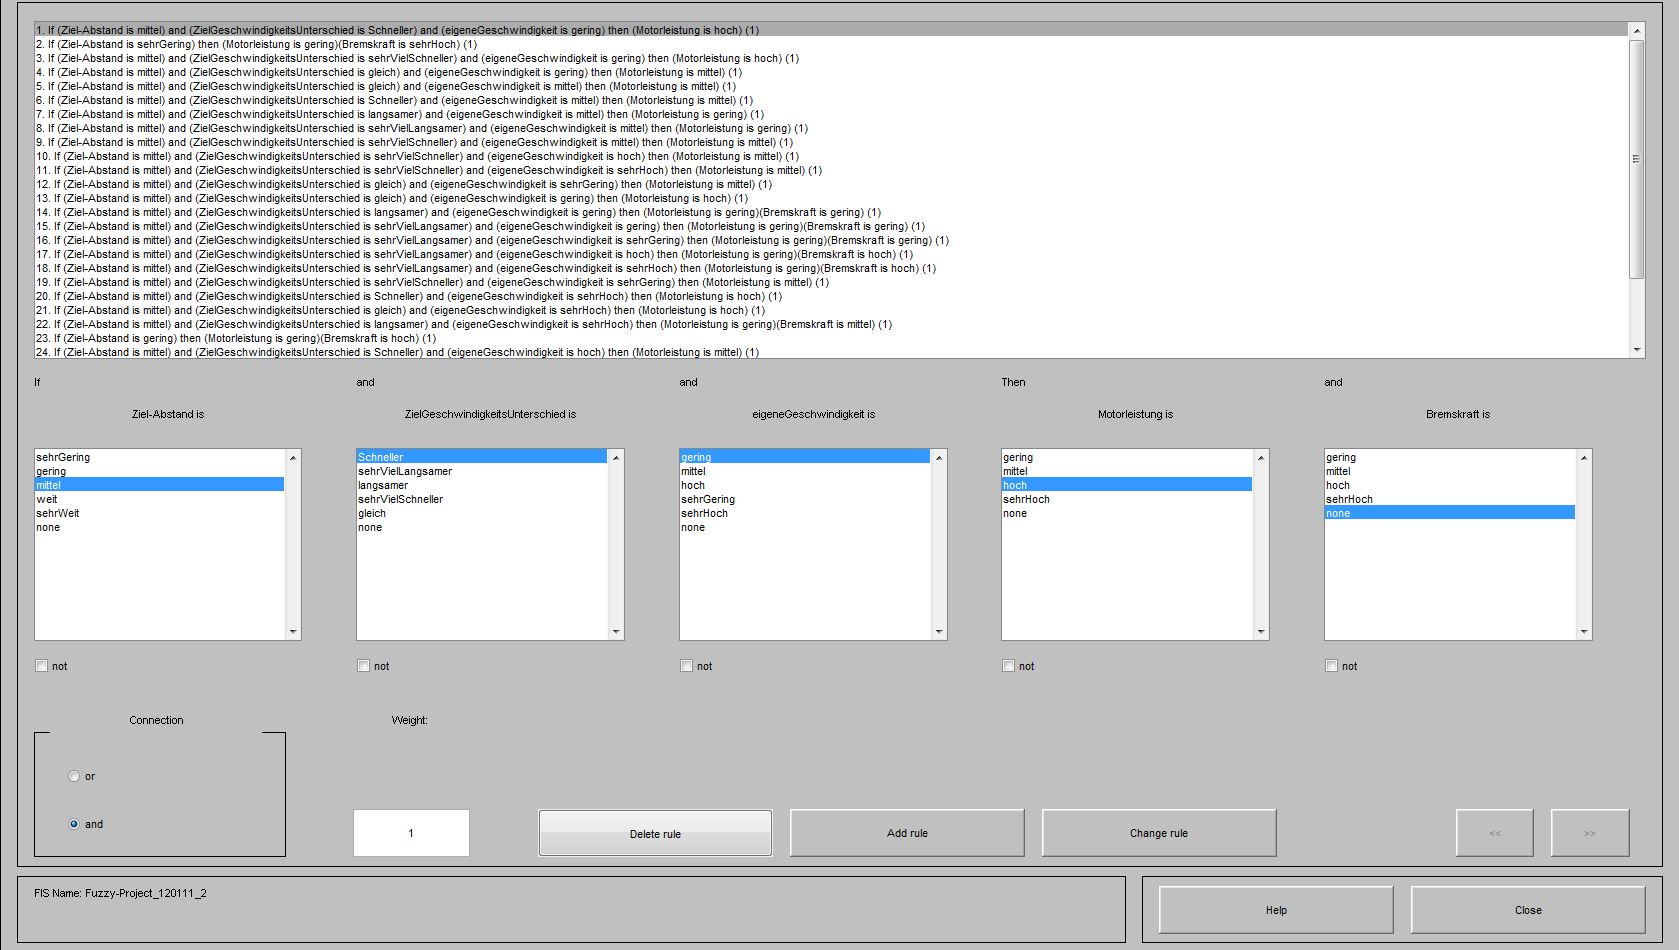 1. If (Ziel-Abstand is mittel) and (ZielGeschwindigkeitsUnterschied is Schneller) and (eigeneGeschwindigkeit is gering) then (Motorleistung is hoch) (1)
2. If (Ziel-Abstand is sehrGering) then (Motorleistung is gering)(Bremskraft is sehrHoch) (1)
3. If (Ziel-Abstand is mittel) and (ZielGeschwindigkeitsUnterschied is sehrVielSchneller) and (eigeneGeschwindigkeit is gering) then (Motorleistung is hoch) (1)
4. If (Ziel-Abstand is mittel) and (ZielGeschwindigkeitsUnterschied is gleich) and (eigeneGeschwindigkeit is gering) then (Motorleistung is mittel) (1)
5. If (Ziel-Abstand is mittel) and (ZielGeschwindigkeitsUnterschied is gleich) and (eigeneGeschwindigkeit is mittel) then (Motorleistung is mittel) (1)
6. If (Ziel-Abstand is mittel) and (ZielGeschwindigkeitsUnterschied is Schneller) and (eigeneGeschwindigkeit is mittel) then (Motorleistung is mittel) (1)
7. If (Ziel-Abstand is mittel) and (ZielGeschwindigkeitsUnterschied is langsamer) and (eigeneGeschwindigkeit is mittel) then (Motorleistung is gering) (1)
8. If (Ziel-Abstand is mittel) and (ZielGeschwindigkeitsUnterschied is sehrVielLangsamer) and (eigeneGeschwindigkeit is mittel) then (Motorleistung is gering) (1)
9. If (Ziel-Abstand is mittel) and (ZielGeschwindigkeitsUnterschied is sehrVielSchneller) and (eigeneGeschwindigkeit is mittel) then (Motorleistung is mittel) (1)
10. If (Ziel-Abstand is mittel) and (ZielGeschwindigkeitsUnterschied is sehrVielSchneller) and (eigeneGeschwindigkeit is hoch) then (Motorleistung is mittel) (1)
11. If (Ziel-Abstand is mittel) and (ZielGeschwindigkeitsUnterschied is sehrVielSchneller) and (eigeneGeschwindigkeit is sehrHoch) then (Motorleistung is mittel) (1)
12. If (Ziel-Abstand is mittel) and (ZielGeschwindigkeitsUnterschied is gleich) and (eigeneGeschwindigkeit is sehrGering) then (Motorleistung is mittel) (1)
13. If (Ziel-Abstand is mittel) and (ZielGeschwindigkeitsUnterschied is gleich) and (eigeneGeschwindigkeit is gering) then (Motorleistung is hoch) (1)
14. If (Ziel-Abstand is mittel) and (ZielGeschwindigkeitsUnterschied is langsamer) and (eigeneGeschwindigkeit is gering) then (Motorleistung is gering)(Bremskraft is gering) (1)
15. If (Ziel-Abstand is mittel) and (ZielGeschwindigkeitsUnterschied is sehrVielLangsamer) and (eigeneGeschwindigkeit is gering) then (Motorleistung is gering)(Bremskraft is gering) (1)
16. If (Ziel-Abstand is mittel) and (ZielGeschwindigkeitsUnterschied is sehrVielLangsamer) and (eigeneGeschwindigkeit is sehrGering) then (Motorleistung is gering)(Bremskraft is gering) (1)
17. If (Ziel-Abstand is mittel) and (ZielGeschwindigkeitsUnterschied is sehrVielLangsamer) and (eigeneGeschwindigkeit is hoch) then (Motorleistung is gering)(Bremskraft is hoch) (1)
18. If (Ziel-Abstand is mittel) and (ZielGeschwindigkeitsUnterschied is sehrVielLangsamer) and (eigeneGeschwindigkeit is sehrHoch) then (Motorleistung is gering)(Bremskraft is hoch) (1)
19. If (Ziel-Abstand is mittel) and (ZielGeschwindigkeitsUnterschied is sehrVielSchneller) and (eigeneGeschwindigkeit is sehrGering) then (Motorleistung is mittel) (1)
20. If (Ziel-Abstand is mittel) and (ZielGeschwindigkeitsUnterschied is Schneller) and (eigeneGeschwindigkeit is sehrHoch) then (Motorleistung is hoch) (1)
21. If (Ziel-Abstand is mittel) and (ZielGeschwindigkeitsUnterschied is gleich) and (eigeneGeschwindigkeit is sehrHoch) then (Motorleistung is hoch) (1)
22. If (Ziel-Abstand is mittel) and (ZielGeschwindigkeitsUnterschied is langsamer) and (eigeneGeschwindigkeit is sehrHoch) then (Motorleistung is gering)(Bremskraft is mittel) (1)
23. If (Ziel-Abstand is gering) then (Motorleistung is gering)(Bremskraft is hoch) (1)
24. If (Ziel-Abstand is mittel) and (ZielGeschwindigkeitsUnterschied is Schneller) and (eigeneGeschwindigkeit is hoch) then (Motorleistung is mittel) (1)
If and and Then and
Ziel-Abstand is ZielGeschwindigkeitsUnterschied is eigeneGeschwindigkeit is Motorleistung is Bremskraft is
sehrGering Schneller gering gering gering
gering sehrVielLangsamer mittel mittel mittel
mittel langsamer hoch hoch hoch
weit sehrVielSchneller sehrGering sehrHoch sehrHoch
sehrWeit gleich sehrHoch none none
none none none
not not not not not
Connection Weight:
or
and
1 Delete rule Add rule Change rule << >>
FIS Name: Fuzzy-Project_120111_2
Help Close